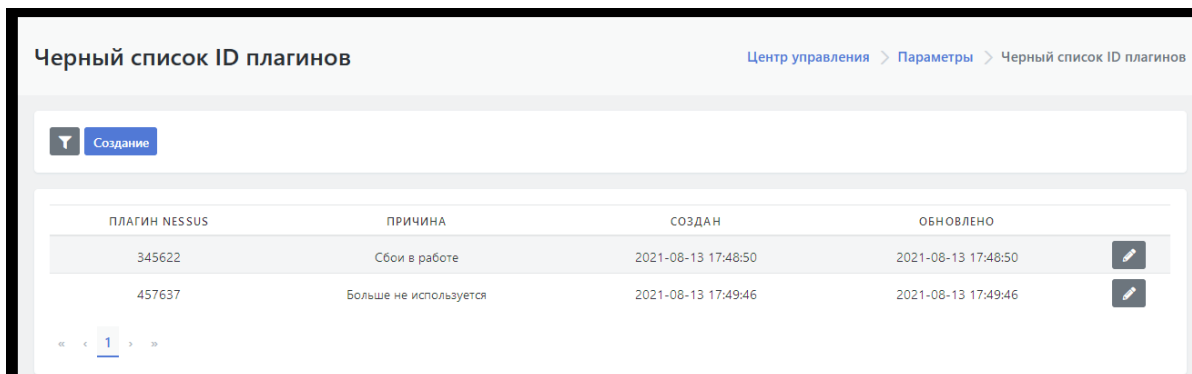 Черный список ID плагинов
Центр управления > Параметры > Черный список ID плагинов
Создание
ПЛАГИН NESSUS ПРИЧИНА СОЗДАН ОБНОВЛЕНО
345622 Сбои в работе 2021-08-13 17:48:50 2021-08-13 17:48:50
457637 Больше не используется 2021-08-13 17:49:46 2021-08-13 17:49:46
« ‹ 1 › »